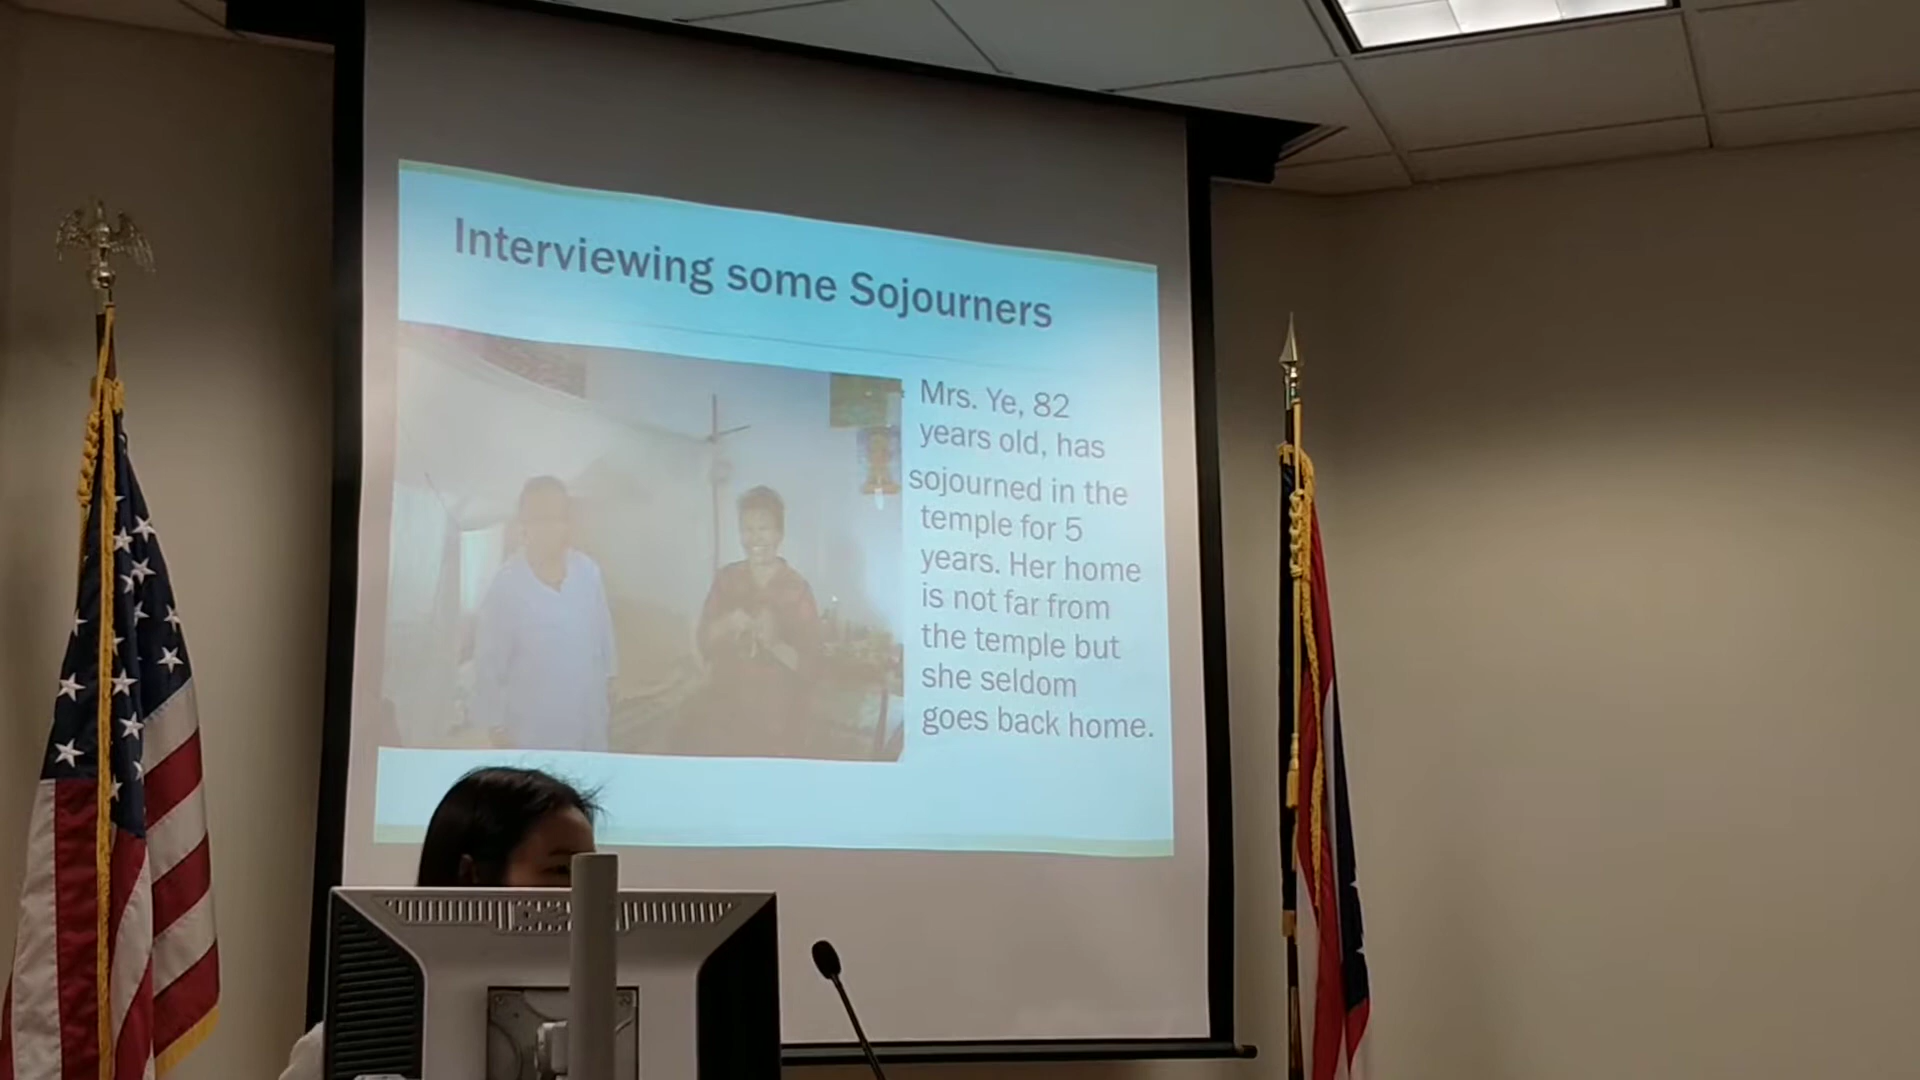 Interviewing some Sojourners
Mrs. Ye, 82
years old, has
sojourned in the
temple for 5
years. Her home
is not far from
the temple but
she seldom
goes back home.